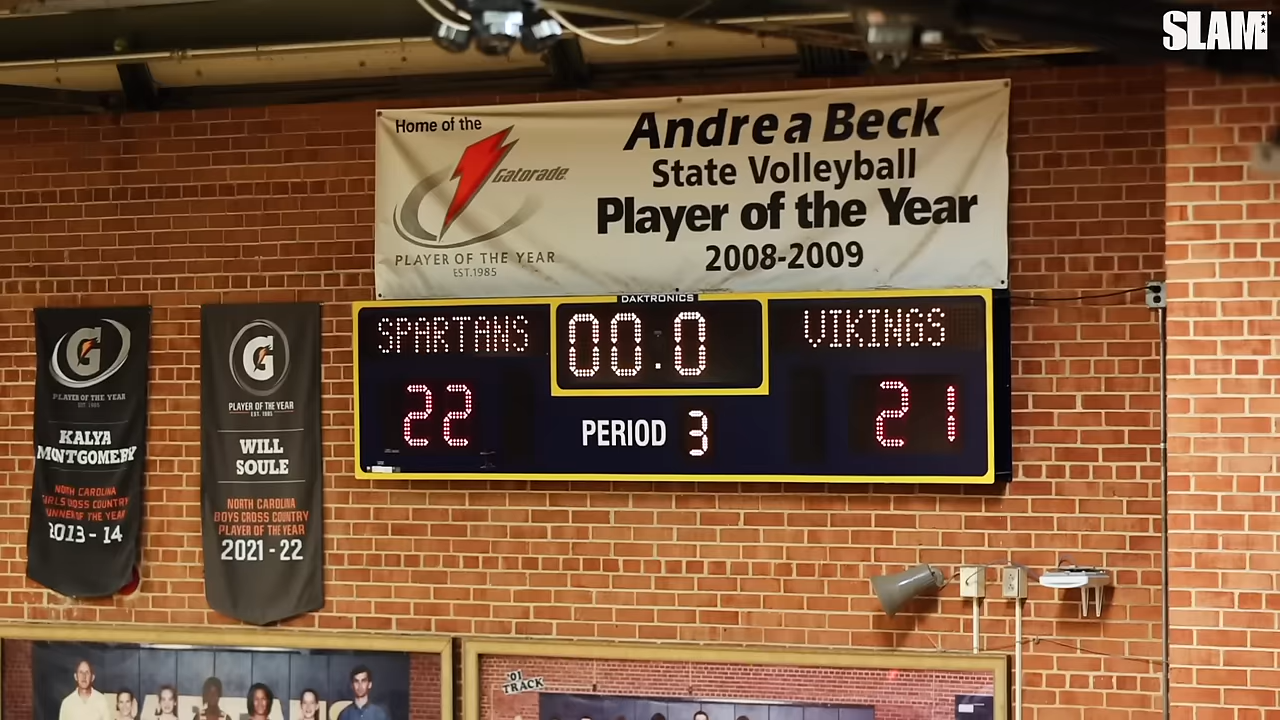 SLAM
Home of the
Gatorade
PLAYER OF THE YEAR
EST.1985
Andrea Beck
State Volleyball
Player of the Year
2008-2009
DAKTRONICS
SPARTANS
00.0
VIKINGS
22
PERIOD 3
21
G
PLAYER OF THE YEAR
EST. 1985
KALYA
MONTGOMERY
NORTH CAROLINA
GIRLS CROSS COUNTRY
RUNNER OF THE YEAR
2013 - 14
G
PLAYER OF THE YEAR
EST. 1985
WILL
SOULE
NORTH CAROLINA
BOYS CROSS COUNTRY
PLAYER OF THE YEAR
2021 - 22
'01
TRACK